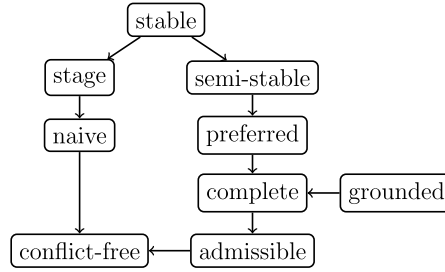 stable
stage
semi-stable
naive
preferred
complete
grounded
conflict-free
admissible